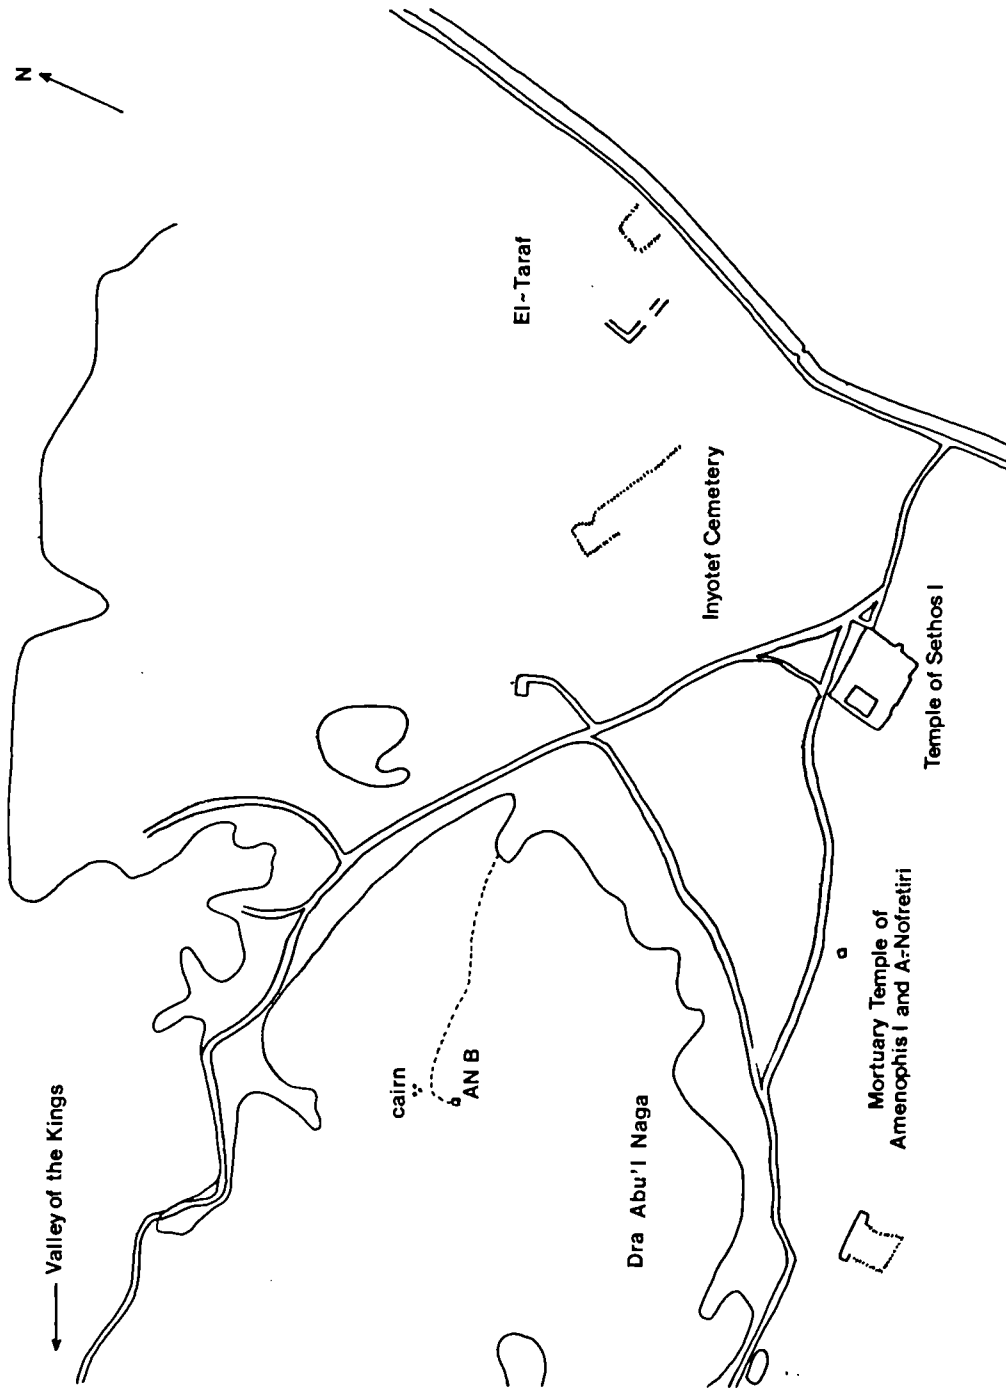 N
Valley of the Kings
El-Taraf
Inyotef Cemetery
cairn
AN B
Temple of Sethos I
Dra Abu'l Naga
Mortuary Temple of
Amenophis I and A-Nofretiri